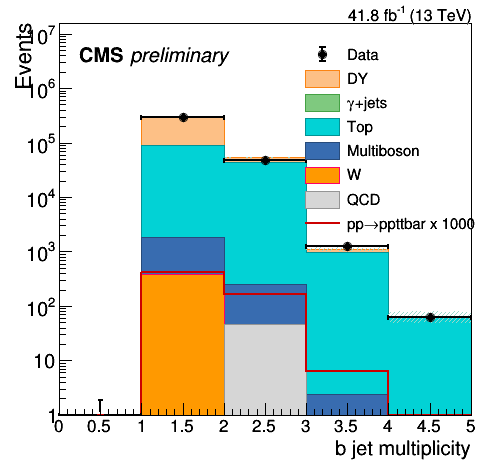 41.8 fb⁻¹ (13 TeV)
Events
CMS preliminary
Data
DY
γ+jets
Top
Multiboson
W
QCD
pp→ppttbar x 1000
10⁶
10⁵
10⁴
10³
10²
10
1
0 0.5 1 1.5 2 2.5 3 3.5 4 4.5 5
b jet multiplicity